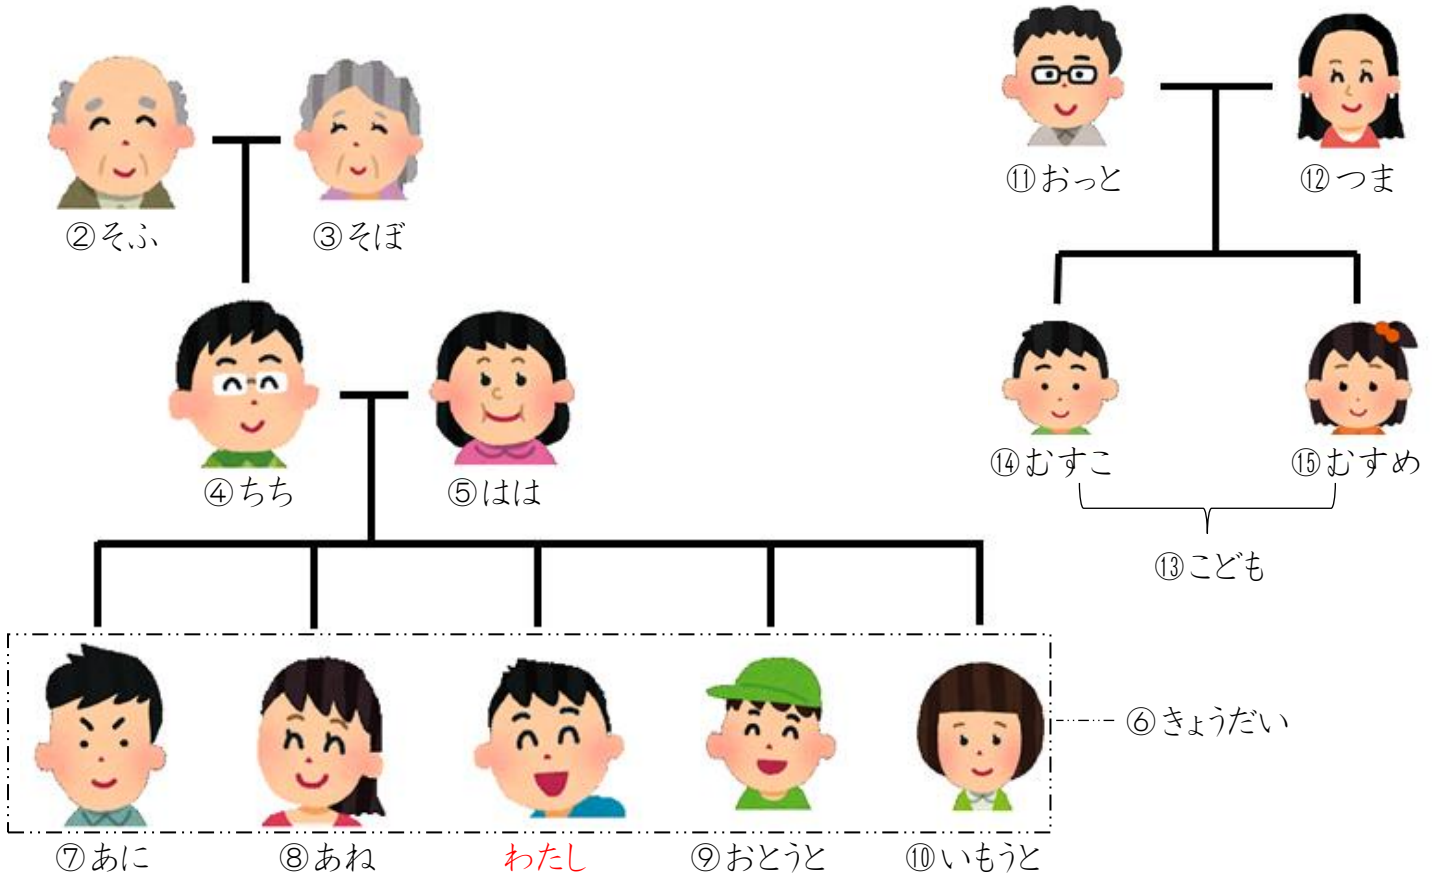 ⑪おっと
⑫つま
②そふ
③そぼ
⑭むすこ
⑮むすめ
④ちち
⑤はは
⑬こども
⑥きょうだい
⑦あに
⑧あね
わたし
⑨おとうと
⑩いもうと